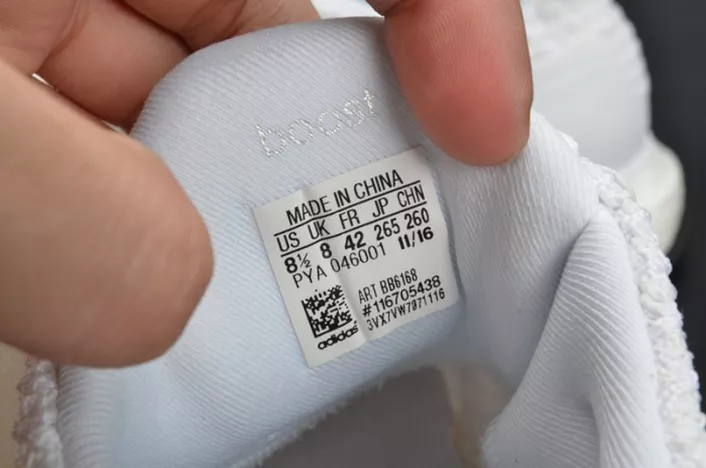 boost
MADE IN CHINA
US UK FR JP CHN
8½ 8 42 265 260
PYA 046001 11/16
ART BB6168
#116705438
3VX7VW7971116
adidas